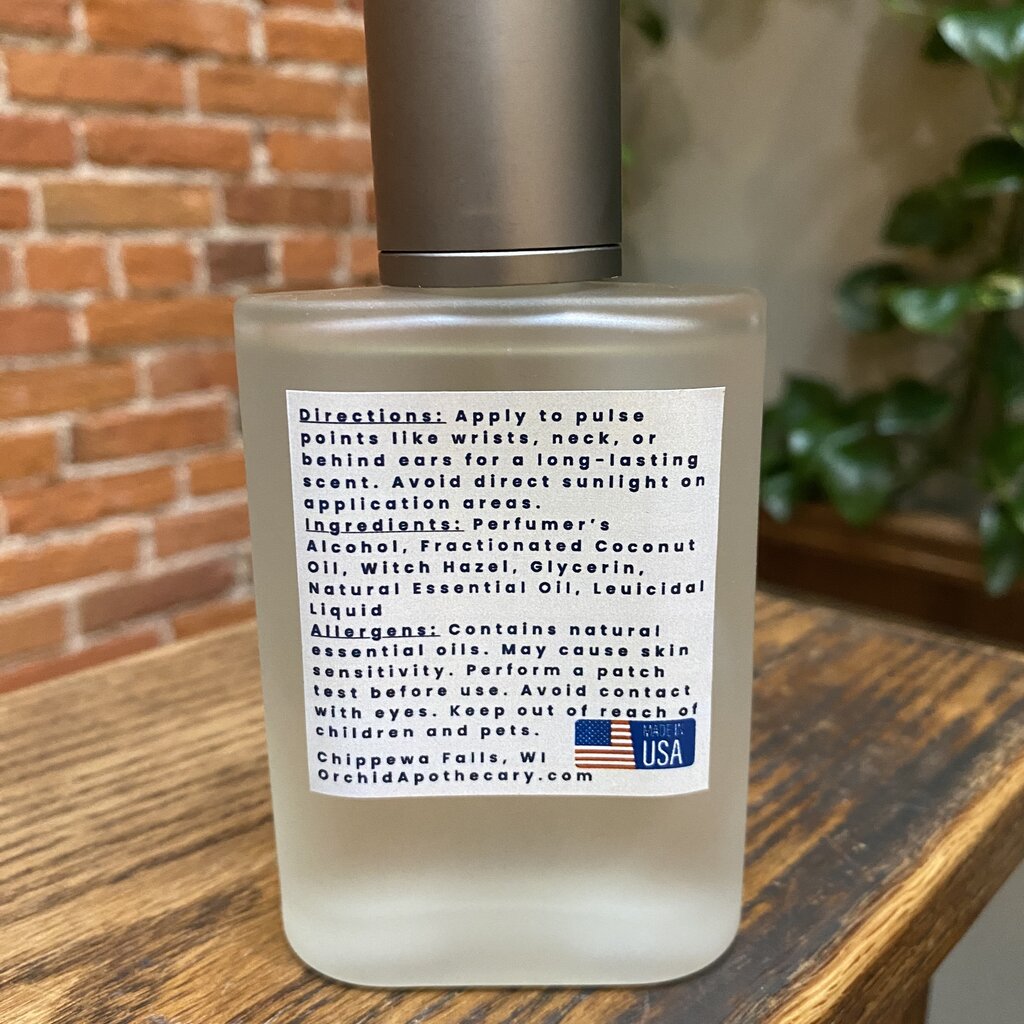 Directions: Apply to pulse
points like wrists, neck, or
behind ears for a long-lasting
scent. Avoid direct sunlight on
application areas.
Ingredients: Perfumer's
Alcohol, Fractionated Coconut
Oil, Witch Hazel, Glycerin,
Natural Essential Oil, Leuicidal
Liquid
Allergens: Contains natural
essential oils. May cause skin
sensitivity. Perform a patch
test before use. Avoid contact
with eyes. Keep out of reach of
children and pets.
MADE IN
USA
Chippewa Falls, WI
OrchidApothecary.com